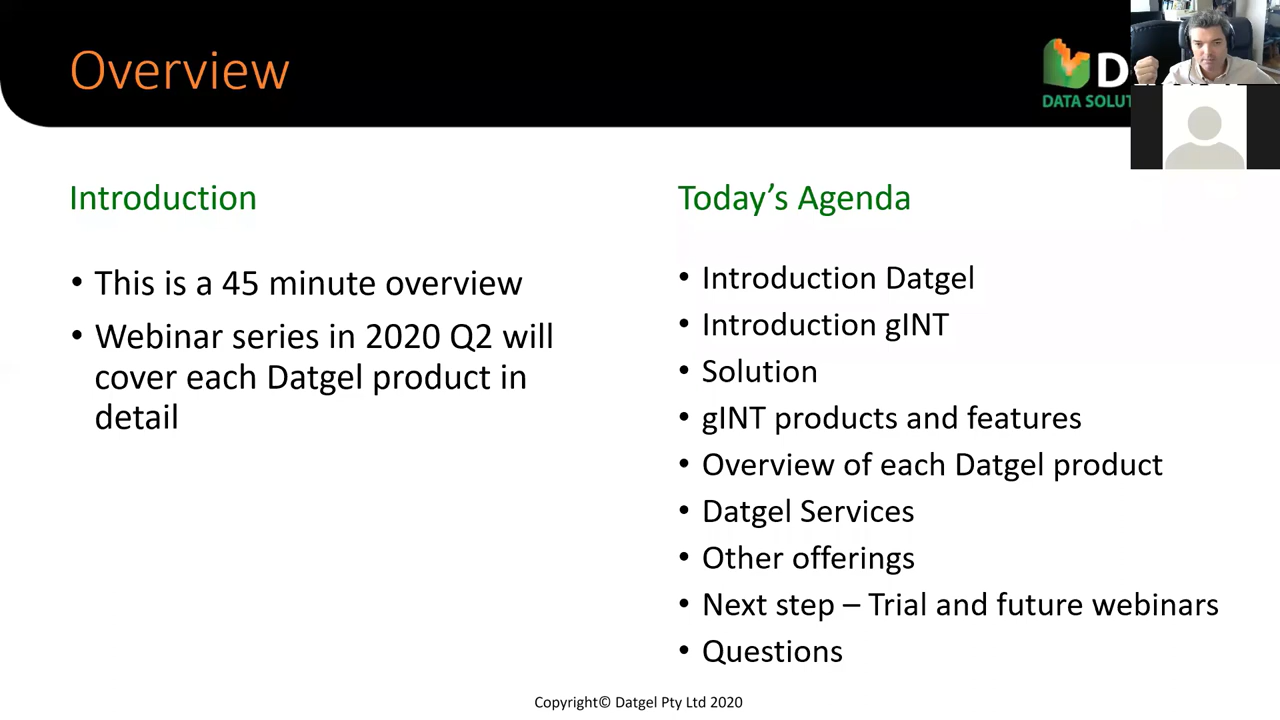 Overview
DATA SOLUT
Introduction
• This is a 45 minute overview
• Webinar series in 2020 Q2 will
cover each Datgel product in
detail
Today’s Agenda
• Introduction Datgel
• Introduction gINT
• Solution
• gINT products and features
• Overview of each Datgel product
• Datgel Services
• Other offerings
• Next step – Trial and future webinars
• Questions
Copyright© Datgel Pty Ltd 2020